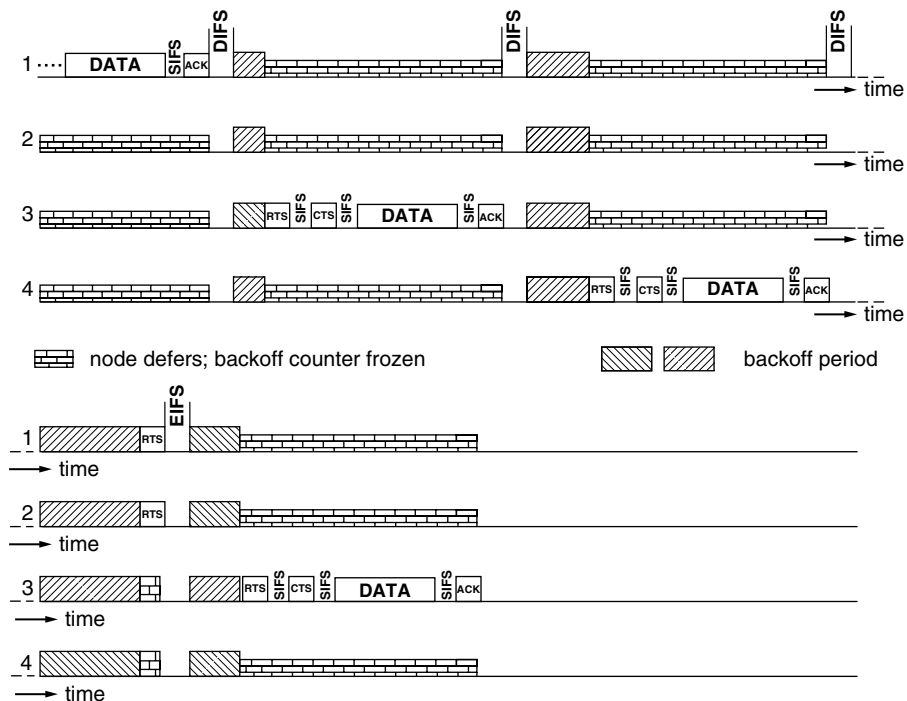 DIFS DIFS DIFS
1 DATA SIFS ACK
time
2
time
3 RTS SIFS CTS SIFS DATA SIFS ACK
time
4 RTS SIFS CTS SIFS DATA SIFS ACK
time
node defers; backoff counter frozen backoff period
EIFS
1 RTS
time
2 RTS
time
3 RTS SIFS CTS SIFS DATA SIFS ACK
time
4
time